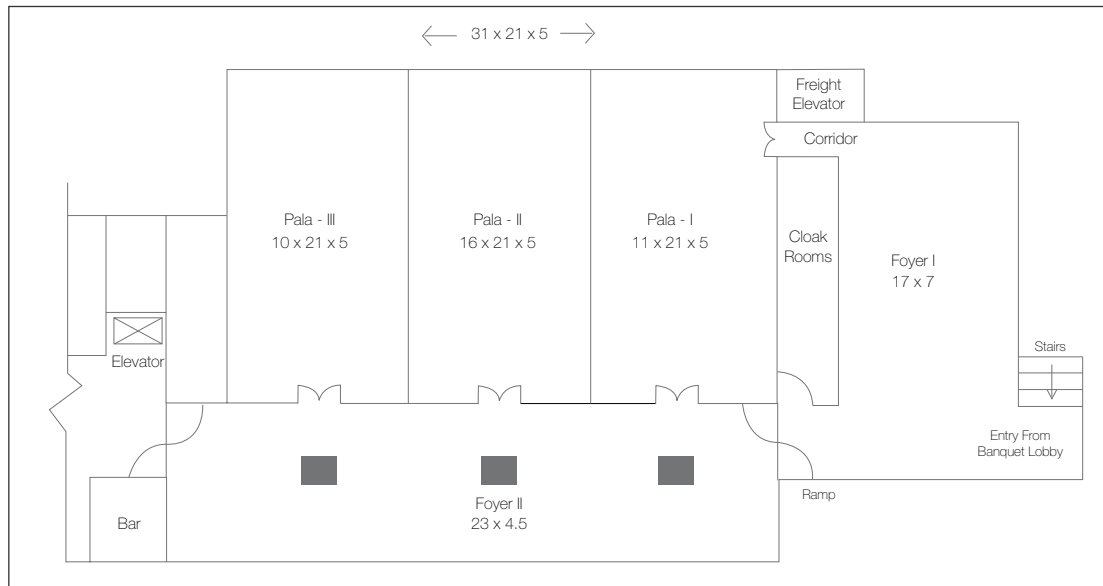 31 x 21 x 5
Freight
Elevator
Corridor
Pala - III
10 x 21 x 5
Pala - II
16 x 21 x 5
Pala - I
11 x 21 x 5
Cloak
Rooms
Foyer I
17 x 7
Stairs
Elevator
Entry From
Banquet Lobby
Ramp
Foyer II
23 x 4.5
Bar